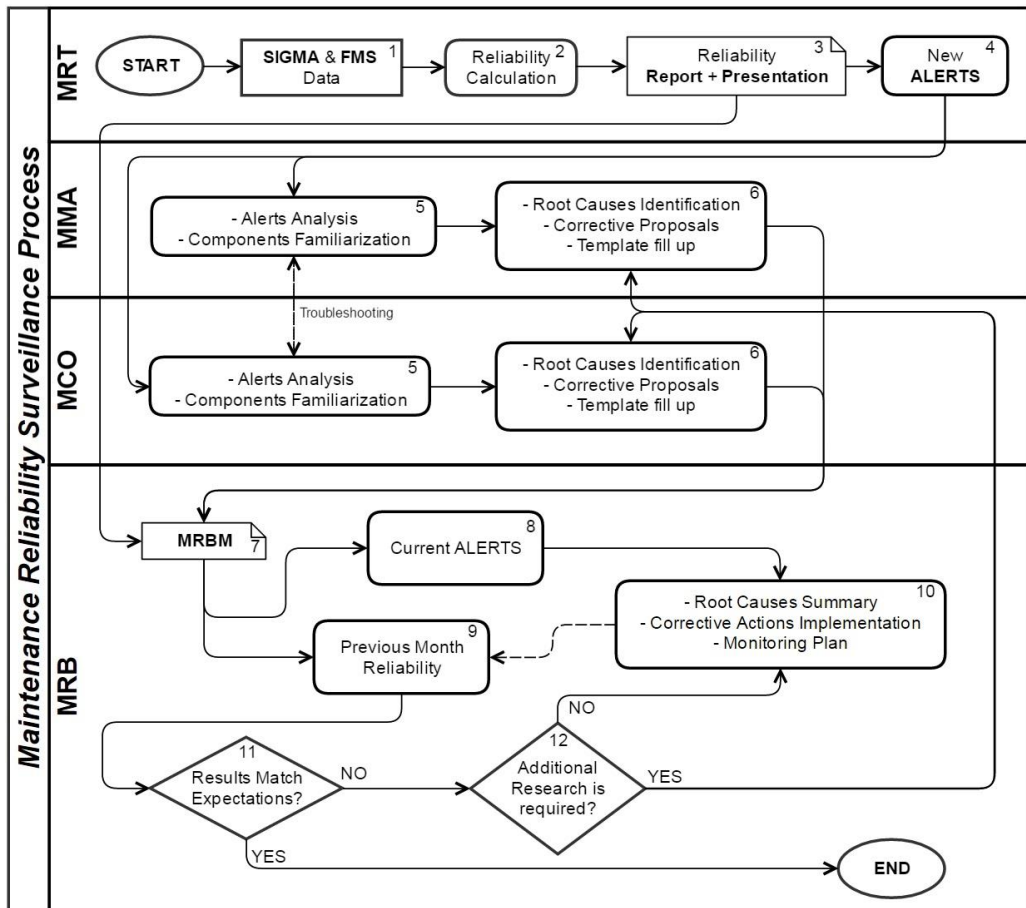 Maintenance Reliability Surveillance Process
MRT
START
1
SIGMA & FMS
Data
2
Reliability
Calculation
3
Reliability
Report + Presentation
4
New
ALERTS
MMA
5
- Alerts Analysis
- Components Familiarization
6
- Root Causes Identification
- Corrective Proposals
- Template fill up
Troubleshooting
MCO
5
- Alerts Analysis
- Components Familiarization
6
- Root Causes Identification
- Corrective Proposals
- Template fill up
MRB
MRBM
7
8
Current ALERTS
9
Previous Month
Reliability
10
- Root Causes Summary
- Corrective Actions Implementation
- Monitoring Plan
11
Results Match
Expectations?
NO
YES
12
Additional
Research is
required?
NO
YES
END